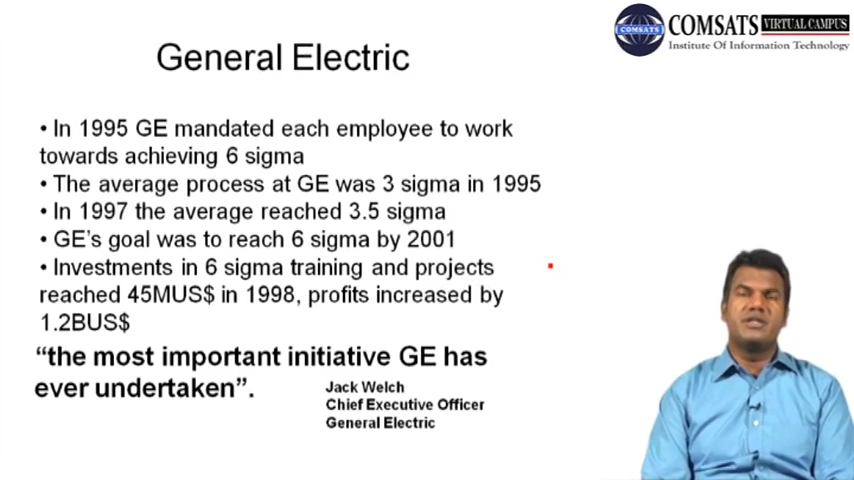 COMSATS VIRTUAL CAMPUS
COMSATS
Institute Of Information Technology
General Electric
• In 1995 GE mandated each employee to work
towards achieving 6 sigma
• The average process at GE was 3 sigma in 1995
• In 1997 the average reached 3.5 sigma
• GE's goal was to reach 6 sigma by 2001
• Investments in 6 sigma training and projects
reached 45MUS$ in 1998, profits increased by
1.2BUS$
“the most important initiative GE has
ever undertaken”.
Jack Welch
Chief Executive Officer
General Electric